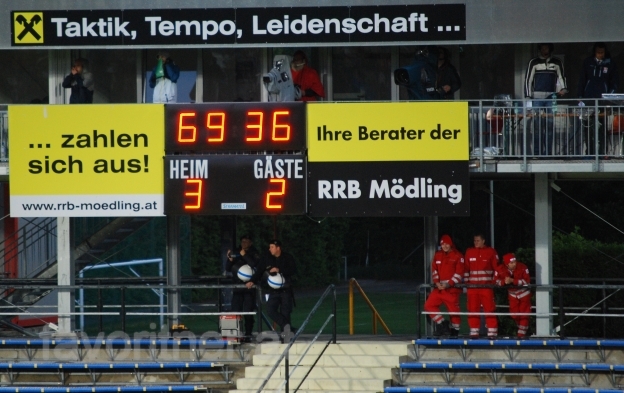 Taktik, Tempo, Leidenschaft ...
... zahlen
sich aus!
www.rrb-moedling.at
69 36
HEIM GÄSTE
3 2
Ihre Berater der
RRB Mödling